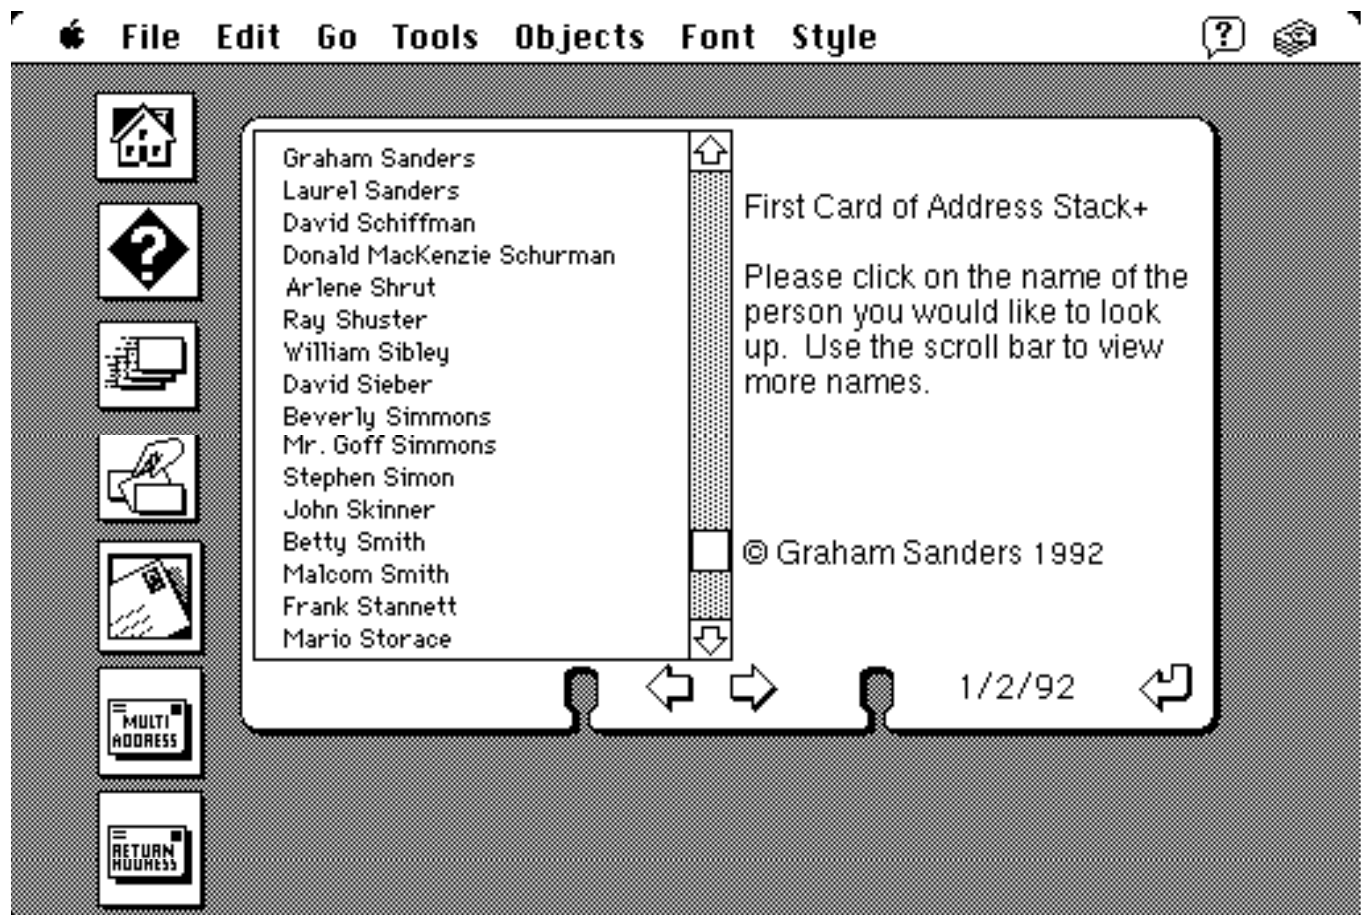 File Edit Go Tools Objects Font Style
Graham Sanders
Laurel Sanders
David Schiffman
Donald MacKenzie Schurman
Arlene Shrut
Ray Shuster
William Sibley
David Sieber
Beverly Simmons
Mr. Goff Simmons
Stephen Simon
John Skinner
Betty Smith
Malcom Smith
Frank Stannett
Mario Storace
First Card of Address Stack+
Please click on the name of the
person you would like to look
up. Use the scroll bar to view
more names.
© Graham Sanders 1992
1/2/92
MULTI
ADDRESS
RETURN
ADDRESS